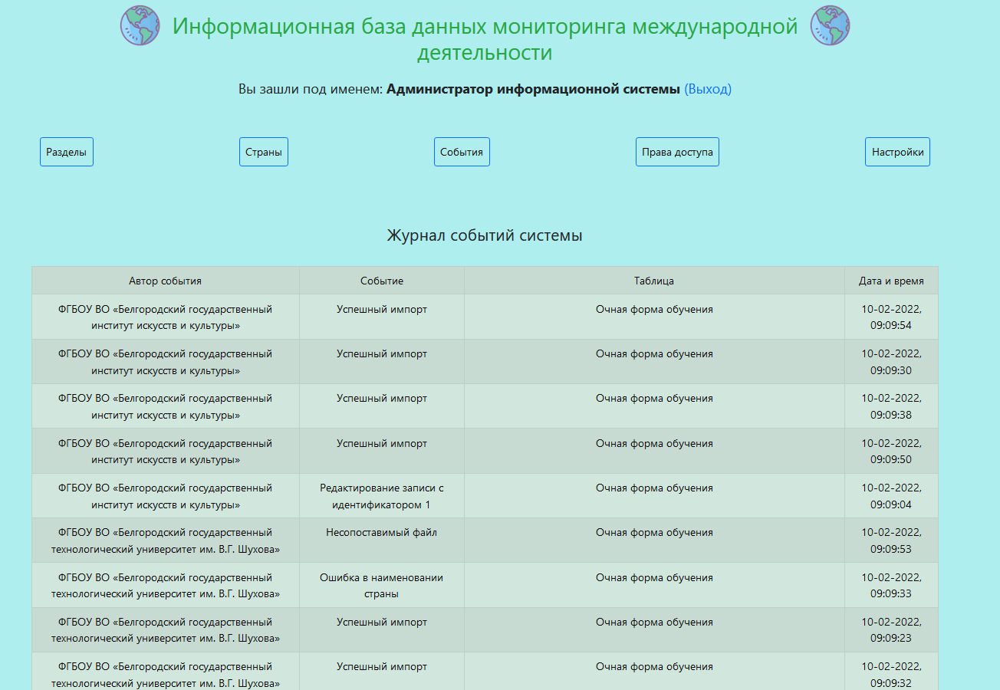 Информационная база данных мониторинга международной
деятельности
Вы зашли под именем: Администратор информационной системы (Выход)
Разделы Страны События Права доступа Настройки
Журнал событий системы
Автор события Событие Таблица Дата и время
ФГБОУ ВО «Белгородский государственный Успешный импорт Очная форма обучения 10-02-2022,
институт искусств и культуры» 09:09:54
ФГБОУ ВО «Белгородский государственный Успешный импорт Очная форма обучения 10-02-2022,
институт искусств и культуры» 09:09:30
ФГБОУ ВО «Белгородский государственный Успешный импорт Очная форма обучения 10-02-2022,
институт искусств и культуры» 09:09:38
ФГБОУ ВО «Белгородский государственный Успешный импорт Очная форма обучения 10-02-2022,
институт искусств и культуры» 09:09:50
ФГБОУ ВО «Белгородский государственный Редактирование записи с Очная форма обучения 10-02-2022,
институт искусств и культуры» идентификатором 1 09:09:04
ФГБОУ ВО «Белгородский государственный Несопоставимый файл Очная форма обучения 10-02-2022,
технологический университет им. В.Г. Шухова» 09:09:53
ФГБОУ ВО «Белгородский государственный Ошибка в наименовании Очная форма обучения 10-02-2022,
технологический университет им. В.Г. Шухова» страны 09:09:33
ФГБОУ ВО «Белгородский государственный Успешный импорт Очная форма обучения 10-02-2022,
технологический университет им. В.Г. Шухова» 09:09:23
ФГБОУ ВО «Белгородский государственный Успешный импорт Очная форма обучения 10-02-2022,
технологический университет им. В.Г. Шухова» 09:09:32